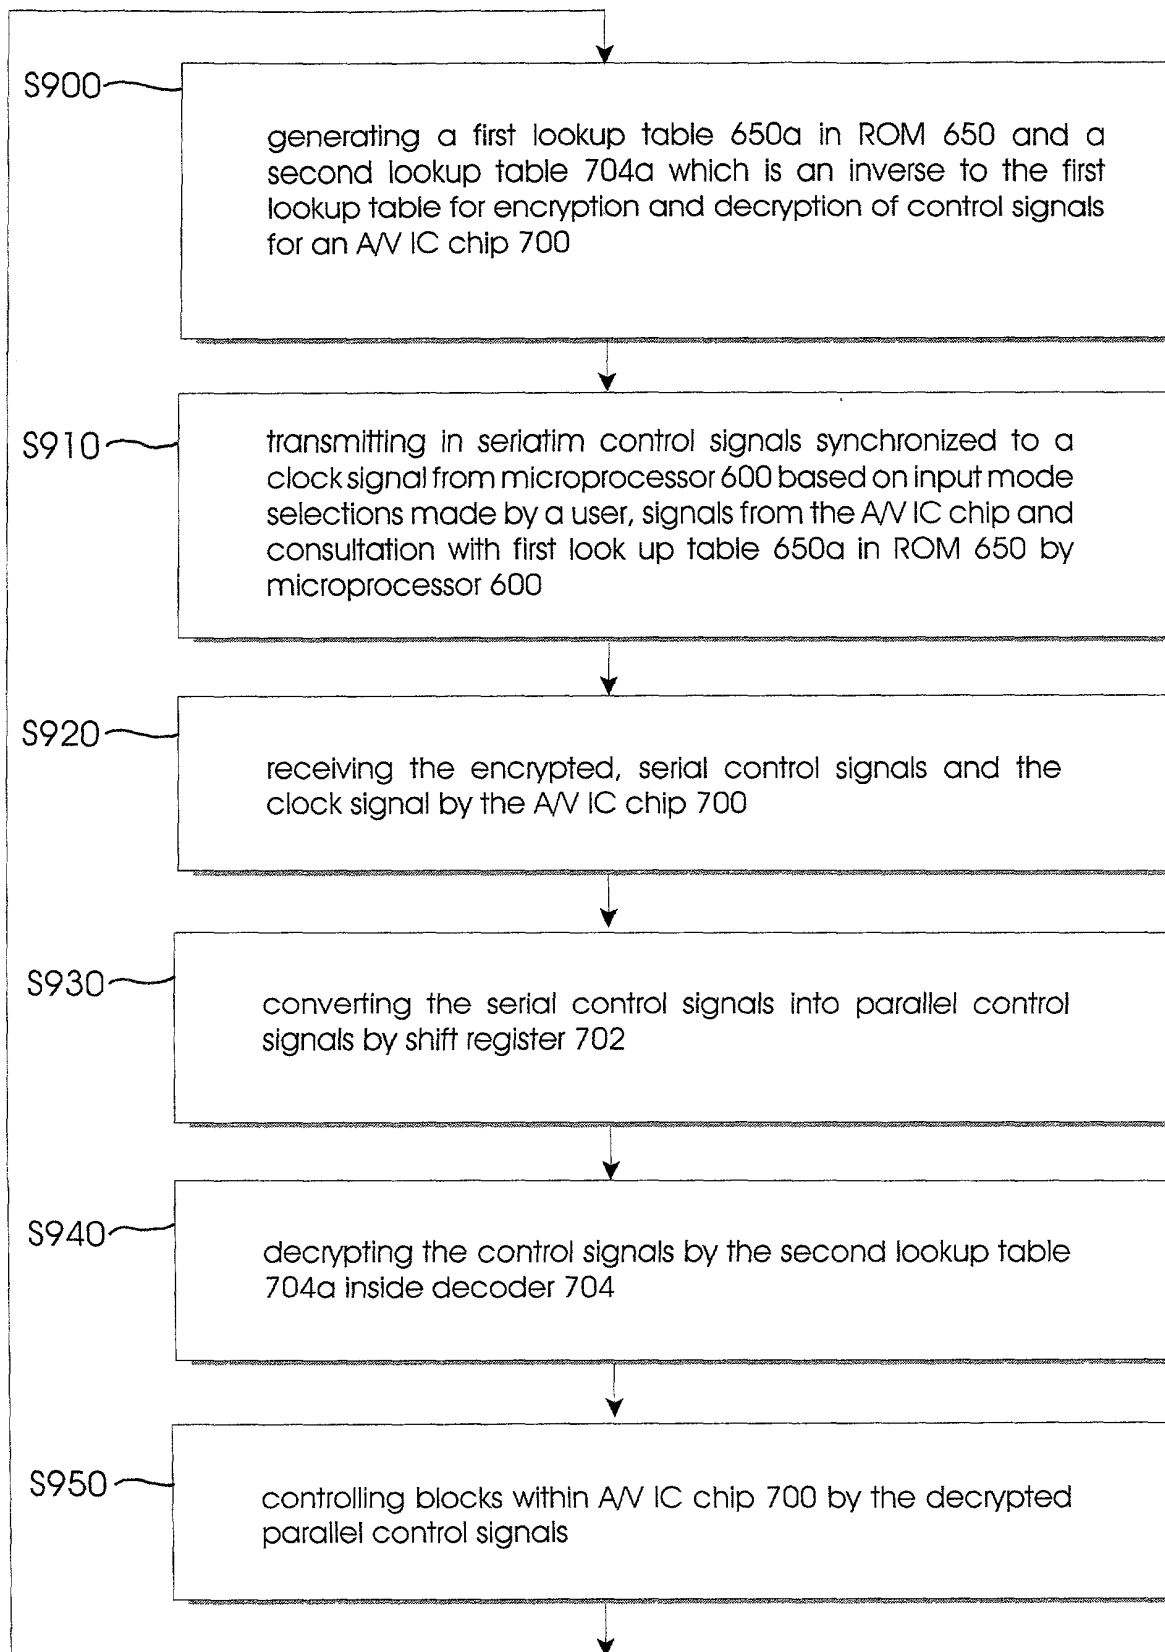 S900
generating a first lookup table 650a in ROM 650 and a
second lookup table 704a which is an inverse to the first
lookup table for encryption and decryption of control signals
for an A/V IC chip 700
S910
transmitting in seriatim control signals synchronized to a
clock signal from microprocessor 600 based on input mode
selections made by a user, signals from the A/V IC chip and
consultation with first look up table 650a in ROM 650 by
microprocessor 600
S920
receiving the encrypted, serial control signals and the
clock signal by the A/V IC chip 700
S930
converting the serial control signals into parallel control
signals by shift register 702
S940
decrypting the control signals by the second lookup table
704a inside decoder 704
S950
controlling blocks within A/V IC chip 700 by the decrypted
parallel control signals